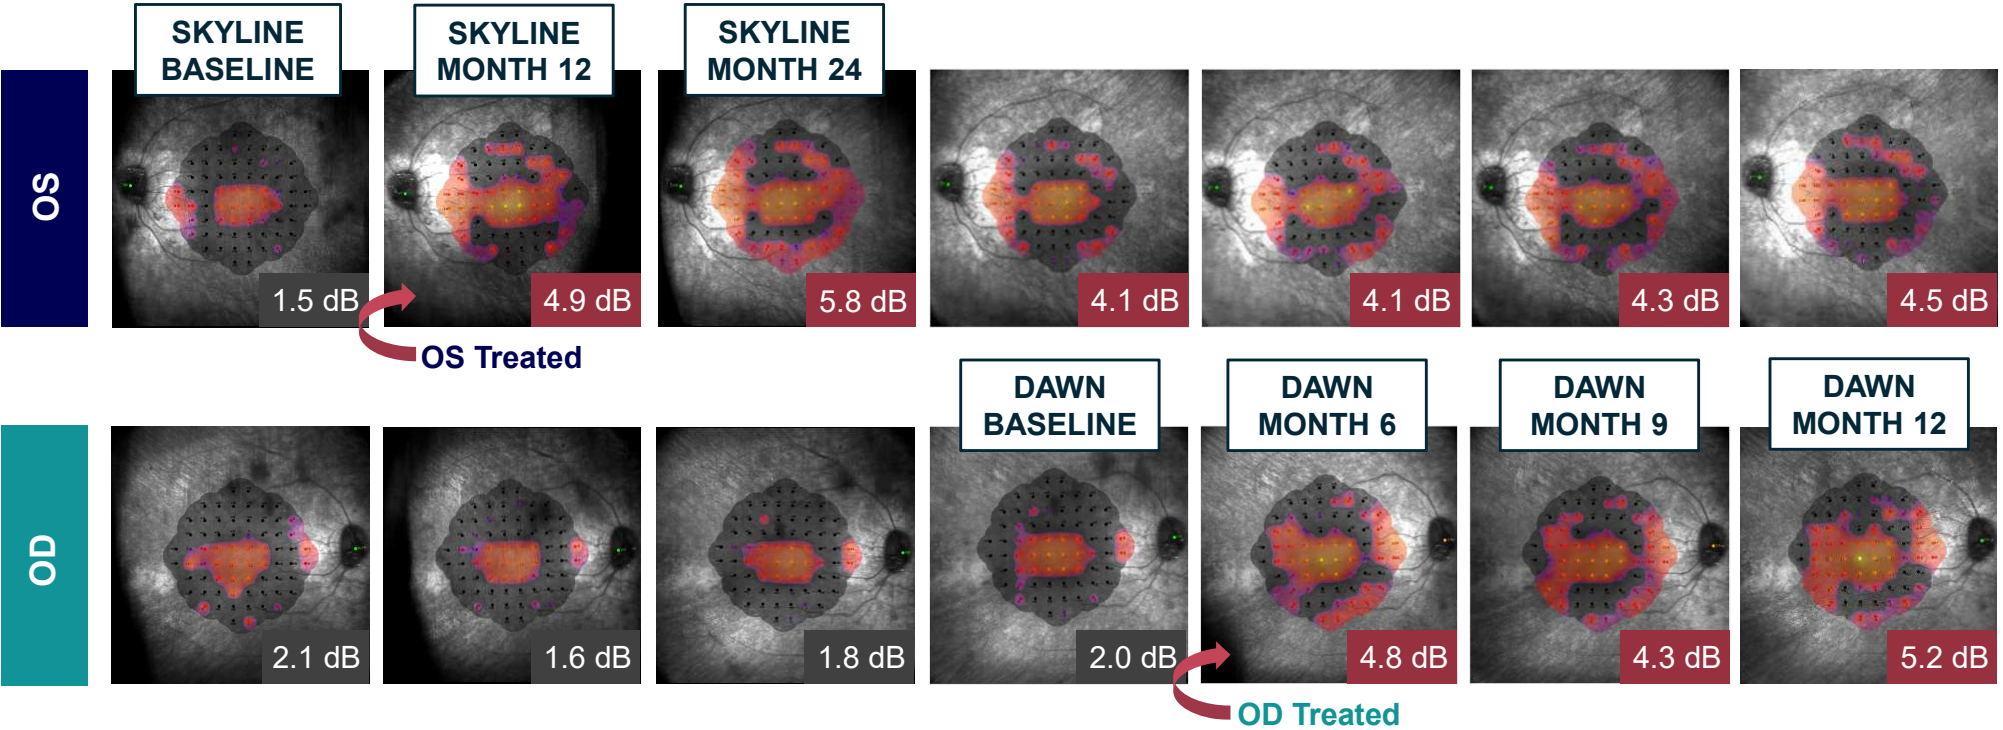 SKYLINE
BASELINE
SKYLINE
MONTH 12
SKYLINE
MONTH 24
OS
1.5 dB
4.9 dB
5.8 dB
4.1 dB
4.1 dB
4.3 dB
4.5 dB
OS Treated
DAWN
BASELINE
DAWN
MONTH 6
DAWN
MONTH 9
DAWN
MONTH 12
OD
2.1 dB
1.6 dB
1.8 dB
2.0 dB
4.8 dB
4.3 dB
5.2 dB
OD Treated